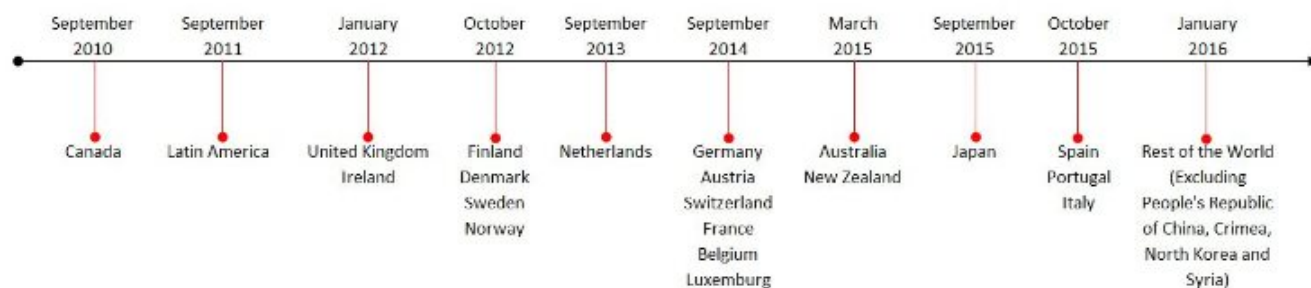 September
2010
September
2011
January
2012
October
2012
September
2013
September
2014
March
2015
September
2015
October
2015
January
2016
Canada
Latin America
United Kingdom
Ireland
Finland
Denmark
Sweden
Norway
Netherlands
Germany
Austria
Switzerland
France
Belgium
Luxemburg
Australia
New Zealand
Japan
Spain
Portugal
Italy
Rest of the World
(Excluding
People's Republic
of China, Crimea,
North Korea and
Syria)